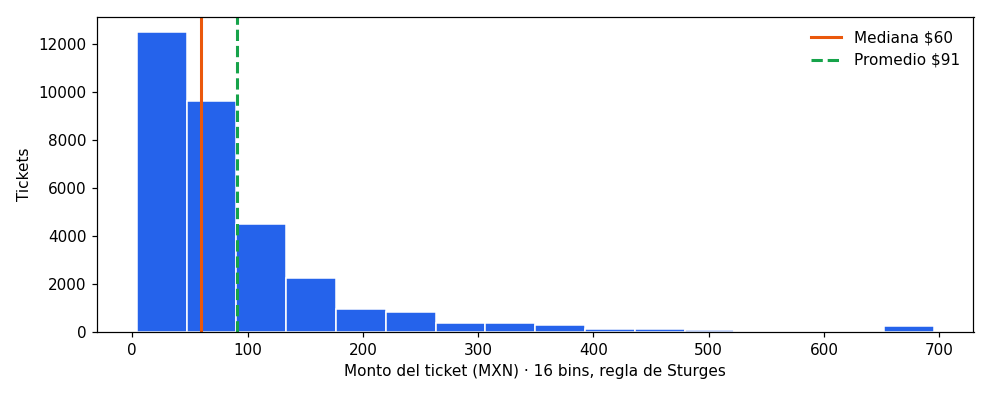 Mediana $60
Promedio $91
12000
10000
8000
6000
4000
2000
0
Tickets
0 100 200 300 400 500 600 700
Monto del ticket (MXN) · 16 bins, regla de Sturges